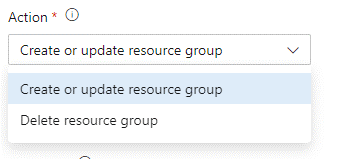 Action *
Create or update resource group
Create or update resource group
Delete resource group